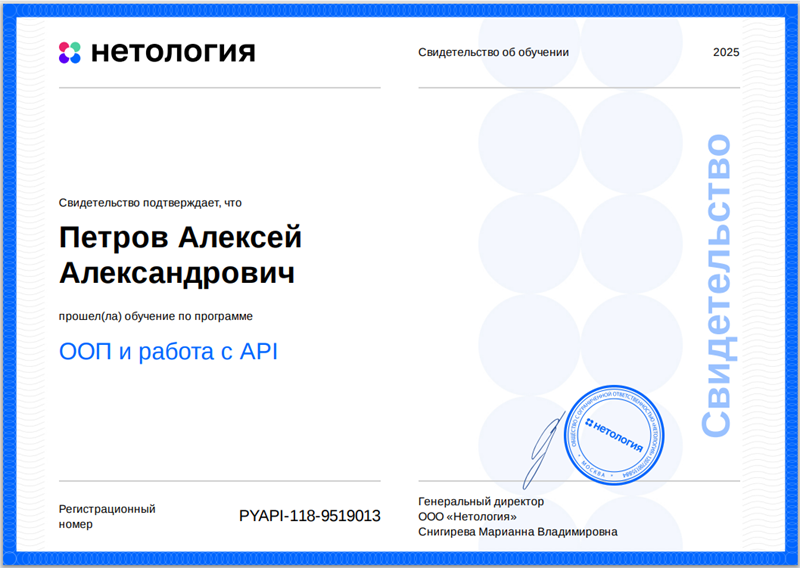 нетология
Свидетельство об обучении
2025
Свидетельство подтверждает, что
Петров Алексей
Александрович
прошел(ла) обучение по программе
ООП и работа с API
Свидетельство
Регистрационный
номер
PYAPI-118-9519013
ОБЩЕСТВО С ОГРАНИЧЕННОЙ ОТВЕТСТВЕННОСТЬЮ «НЕТОЛОГИЯ»
нетология
МОСКВА
Генеральный директор
ООО «Нетология»
Снигирева Марианна Владимировна